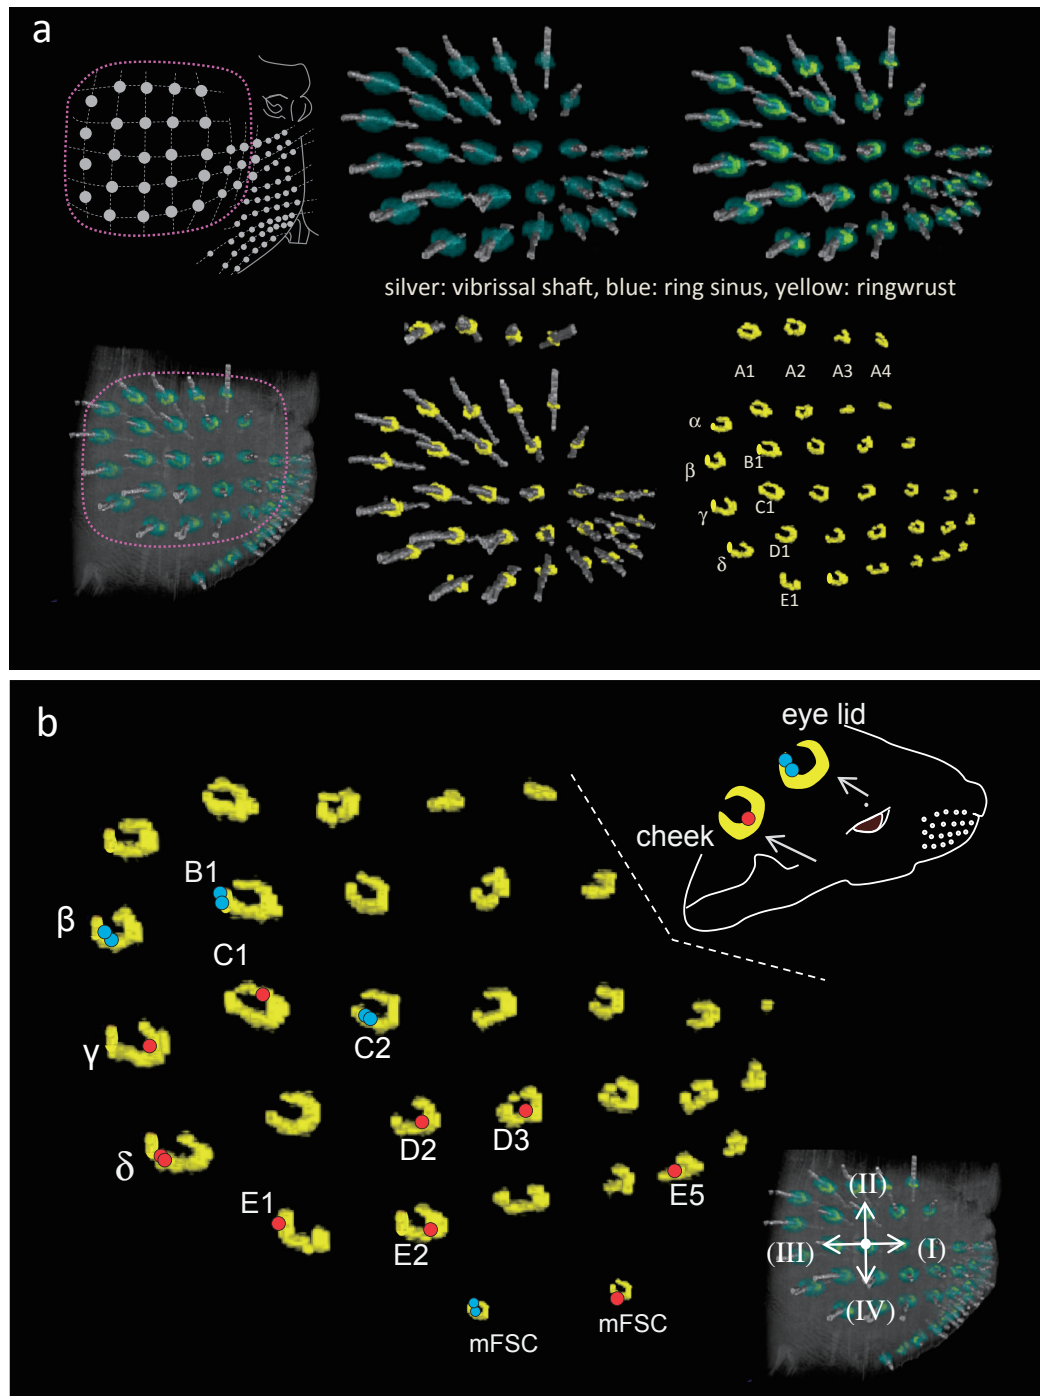 a
silver: vibrissal shaft, blue: ring sinus, yellow: ringwrust
A1 A2 A3 A4
α
β
B1
γ
C1
δ
D1
E1
b
eye lid
cheek
B1
β
C1
C2
γ
D2
D3
δ
E1
E2
E5
mFSC
mFSC
(II)
(III)
(I)
(IV)